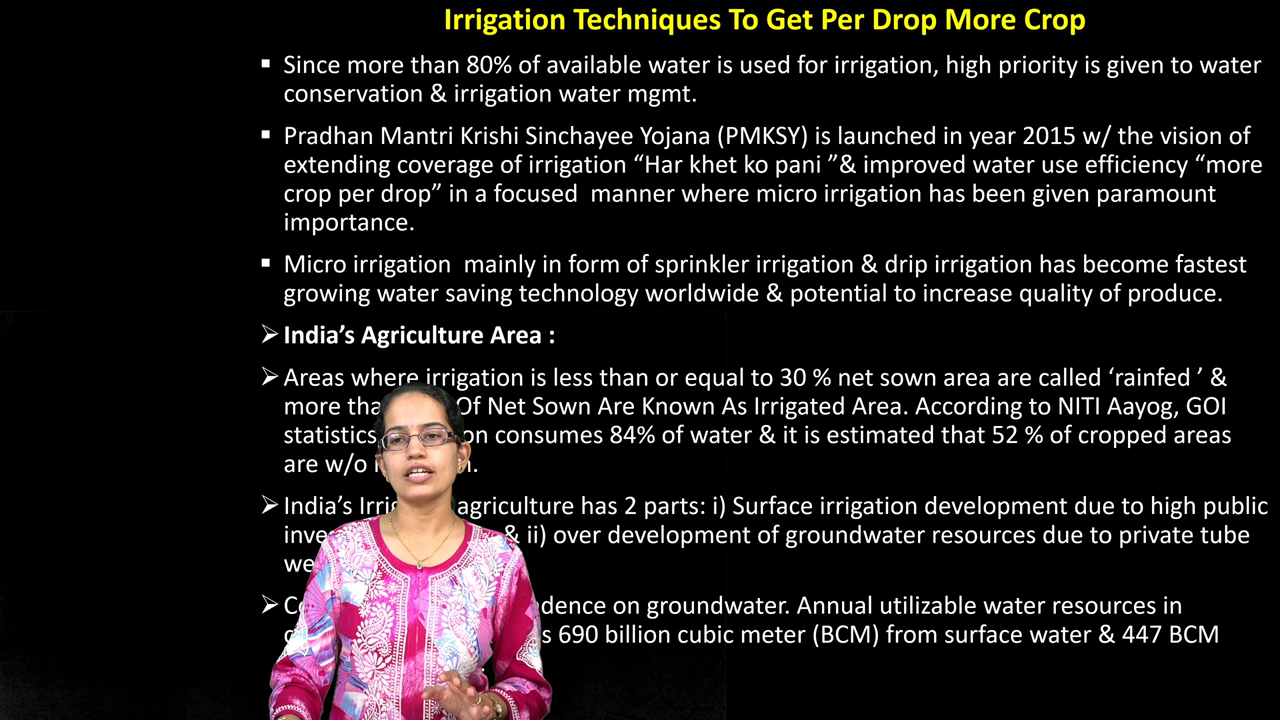 Irrigation Techniques To Get Per Drop More Crop
▪ Since more than 80% of available water is used for irrigation, high priority is given to water
conservation & irrigation water mgmt.
▪ Pradhan Mantri Krishi Sinchayee Yojana (PMKSY) is launched in year 2015 w/ the vision of
extending coverage of irrigation “Har khet ko pani ”& improved water use efficiency “more
crop per drop” in a focused manner where micro irrigation has been given paramount
importance.
▪ Micro irrigation mainly in form of sprinkler irrigation & drip irrigation has become fastest
growing water saving technology worldwide & potential to increase quality of produce.
➢ India’s Agriculture Area :
➢ Areas where irrigation is less than or equal to 30 % net sown area are called ‘rainfed ’ &
more Of Net Sown Are Known As Irrigated Area. According to NITI Aayog, GOI
statistics consumes 84% of water & it is estimated that 52 % of cropped areas
are w/o
➢ India’s agriculture has 2 parts: i) Surface irrigation development due to high public
& ii) over development of groundwater resources due to private tube
➢ on groundwater. Annual utilizable water resources in
690 billion cubic meter (BCM) from surface water & 447 BCM